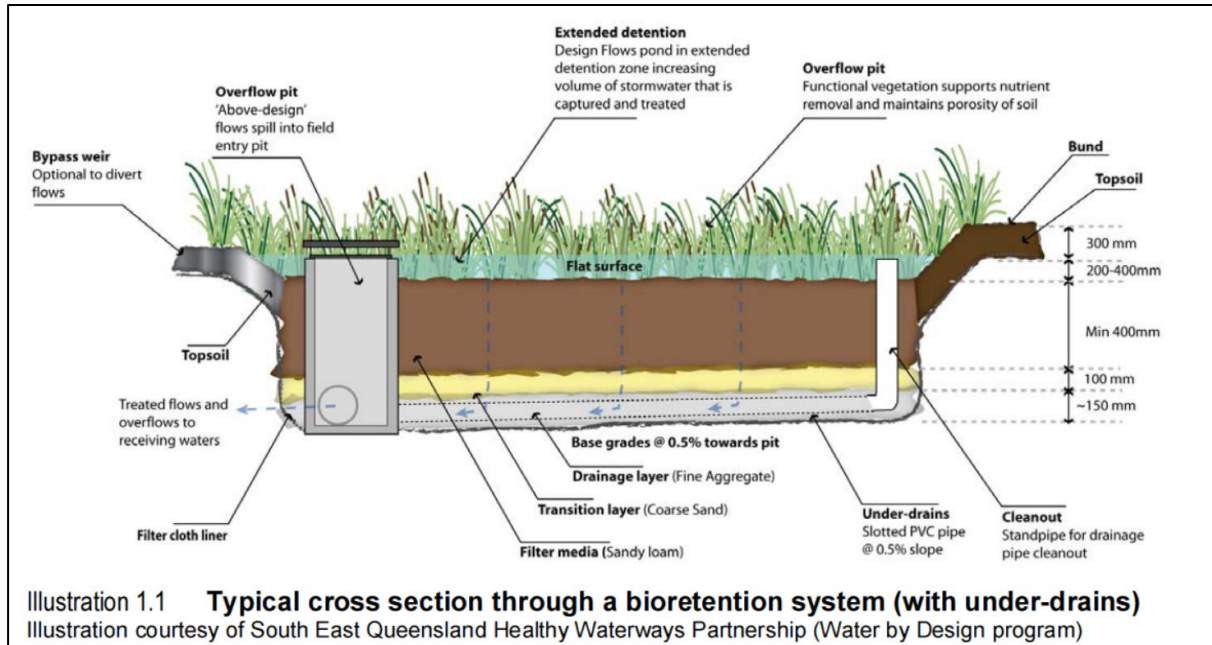 Extended detention
Design Flows pond in extended
detention zone increasing
volume of stormwater that is
captured and treated
Overflow pit
Functional vegetation supports nutrient
removal and maintains porosity of soil
Overflow pit
‘Above-design’
flows spill into field
entry pit
Bypass weir
Optional to divert
flows
Bund
Topsoil
300 mm
200-400mm
Flat surface
Min 400mm
Topsoil
100 mm
~150 mm
Treated flows and
overflows to
receiving waters
Base grades @ 0.5% towards pit
Drainage layer (Fine Aggregate)
Transition layer (Coarse Sand)
Filter cloth liner
Filter media (Sandy loam)
Under-drains
Slotted PVC pipe
@ 0.5% slope
Cleanout
Standpipe for drainage
pipe cleanout
Illustration 1.1 Typical cross section through a bioretention system (with under-drains)
Illustration courtesy of South East Queensland Healthy Waterways Partnership (Water by Design program)